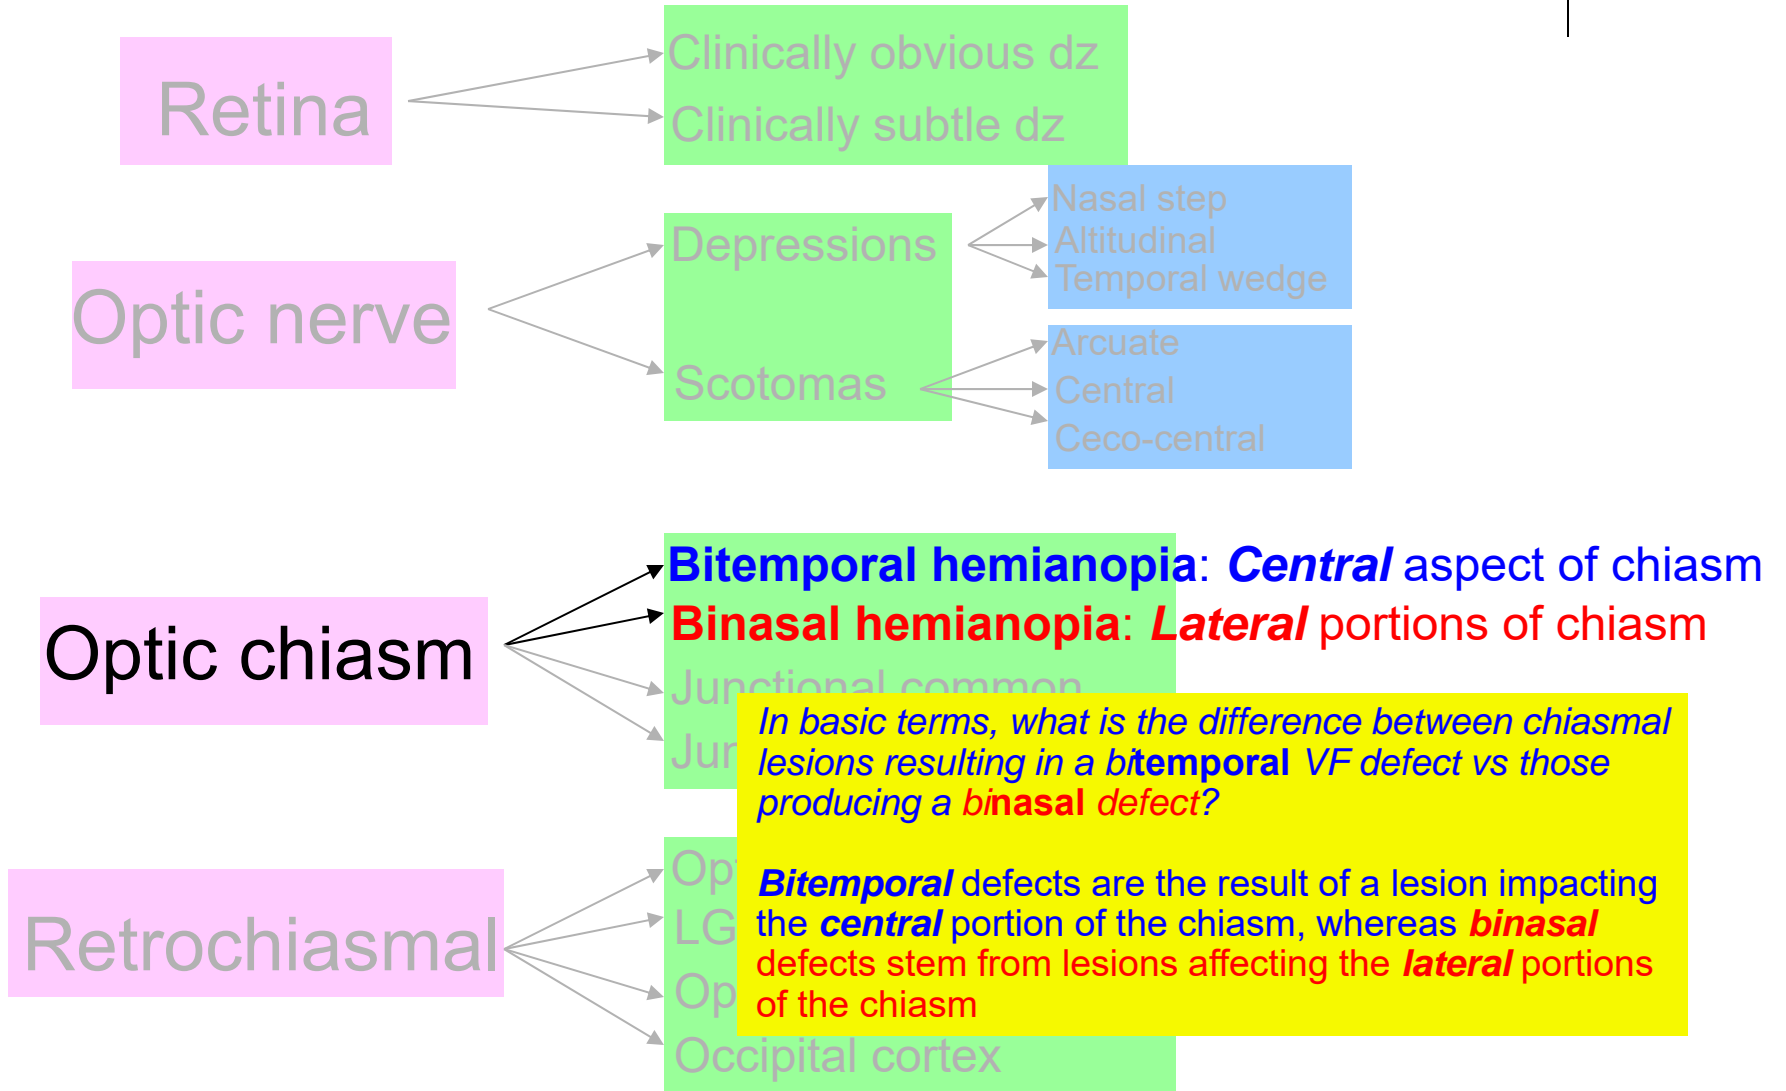 Retina
Clinically obvious dz
Clinically subtle dz
Optic nerve
Depressions
Nasal step
Altitudinal
Temporal wedge
Scotomas
Arcuate
Central
Ceco-central
Optic chiasm
Bitemporal hemianopia: Central aspect of chiasm
Binasal hemianopia: Lateral portions of chiasm
Junctional common
In basic terms, what is the difference between chiasmal
lesions resulting in a bitemporal VF defect vs those
producing a binasal defect?
Bitemporal defects are the result of a lesion impacting
the central portion of the chiasm, whereas binasal
defects stem from lesions affecting the lateral portions
of the chiasm
Retrochiasmal
Occipital cortex